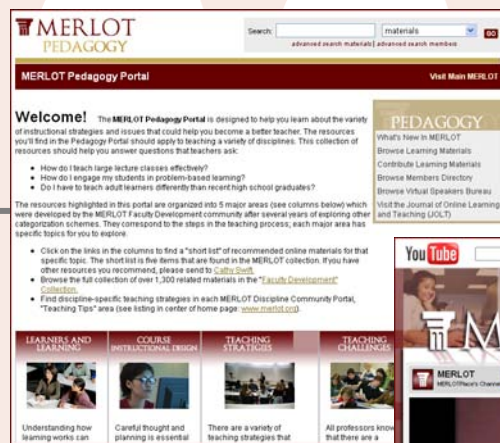 MERLOT
PEDAGOGY
Search:
materials
GO
advanced search materials | advanced search members
MERLOT Pedagogy Portal
Visit Main MERLOT
Welcome! The MERLOT Pedagogy Portal is designed to help you learn about the variety
of instructional strategies and issues that could help you become a better teacher. The resources
you'll find in the Pedagogy Portal should apply to teaching a variety of disciplines. This collection of
resources should help you answer questions that teachers ask:
• How do I teach large lecture classes effectively?
• How do I engage my students in problem-based learning?
• Do I have to teach adult learners differently than recent high school graduates?
The resources highlighted in this portal are organized into 5 major areas (see columns below) which
were developed by the MERLOT Faculty Development community after several years of exploring other
categorization schemes. They correspond to the steps in the teaching process; each major area has
specific topics for you to explore.
• Click on the links in the columns to find a "short list" of recommended online materials for that
specific topic. The short list is five items that are found in the MERLOT collection. If you have
other resources you recommend, please send to Cathy Swift.
• Browse the full collection of over 1,300 related materials in the "Faculty Development"
Collection.
• Find discipline-specific teaching strategies in each MERLOT Discipline Community Portal,
"Teaching Tips" area (see listing in center of home page: www.merlot.org).
PEDAGOGY
What's New In MERLOT
Browse Learning Materials
Contribute Learning Materials
Browse Members Directory
Browse Virtual Speakers Bureau
Visit the Journal of Online Learning
and Teaching (JOLT)
LEARNERS AND
LEARNING
Understanding how
learning works can
COURSE
INSTRUCTIONAL DESIGN
Careful thought and
planning is essential
TEACHING
STRATEGIES
There are a variety of
teaching strategies that
TEACHING
CHALLENGES
All professors know
that there are a
You Tube
M
MERLOT
MERLOTPlace's Channel